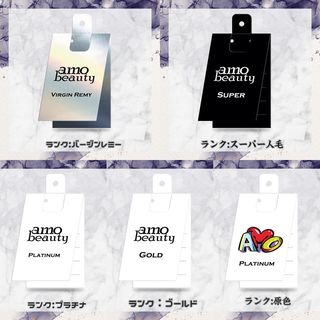 amo
beauty
VIRGIN REMY
ランク:バージンレミー
amo
beauty
SUPER
ランク:スーパー人毛
amo
beauty
PLATINUM
ランク:プラチナ
amo
beauty
GOLD
ランク：ゴールド
AMO
PLATINUM
ランク:原色